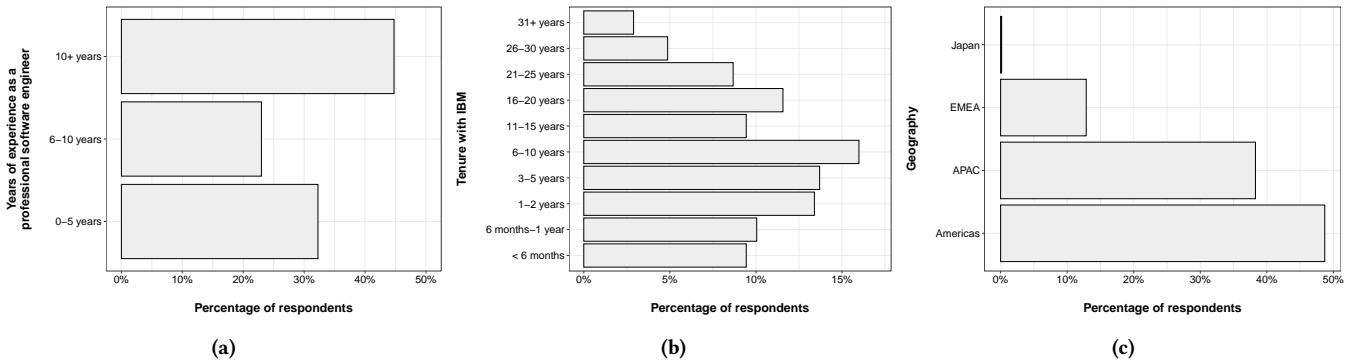 Years of experience as a
professional software engineer
10+ years
6−10 years
0−5 years
0%
10%
20%
30%
40%
50%
Percentage of respondents
(a)
Tenure with IBM
31+ years
26−30 years
21−25 years
16−20 years
11−15 years
6−10 years
3−5 years
1−2 years
6 months−1 year
< 6 months
0%
5%
10%
15%
Percentage of respondents
(b)
Geography
Japan
EMEA
APAC
Americas
0%
10%
20%
30%
40%
50%
Percentage of respondents
(c)